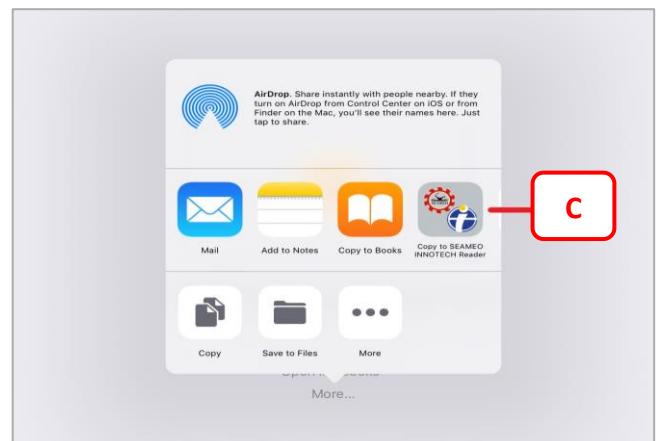 AirDrop. Share instantly with people nearby. If they
turn on AirDrop from Control Center on iOS or from
Finder on the Mac, you'll see their names here. Just
tap to share.
C
Mail
Add to Notes
Copy to Books
Copy to SEAMEO
INNOTECH Reader
Copy
Save to Files
More
More...